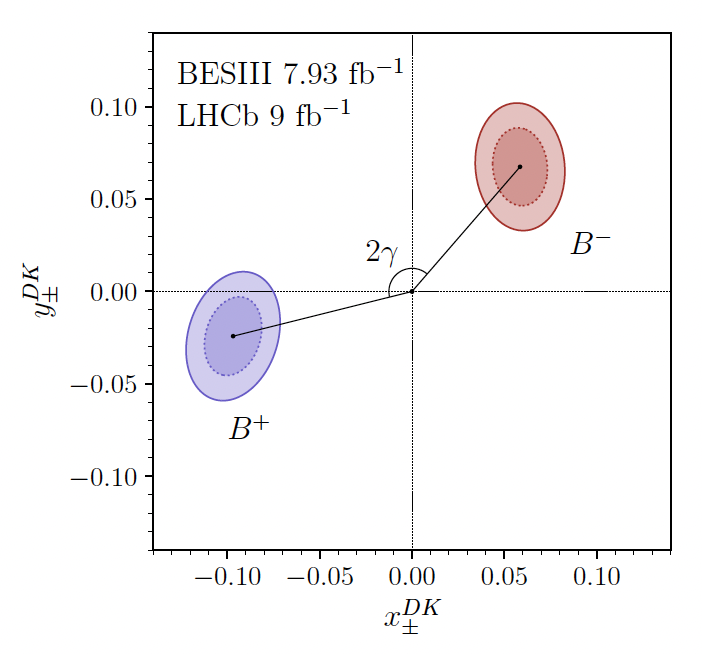 BESIII 7.93 fb⁻¹
LHCb 9 fb⁻¹
0.10
0.05
0.00
−0.05
−0.10
y±^{DK}
2γ
B⁻
B⁺
−0.10 −0.05 0.00 0.05 0.10
x±^{DK}